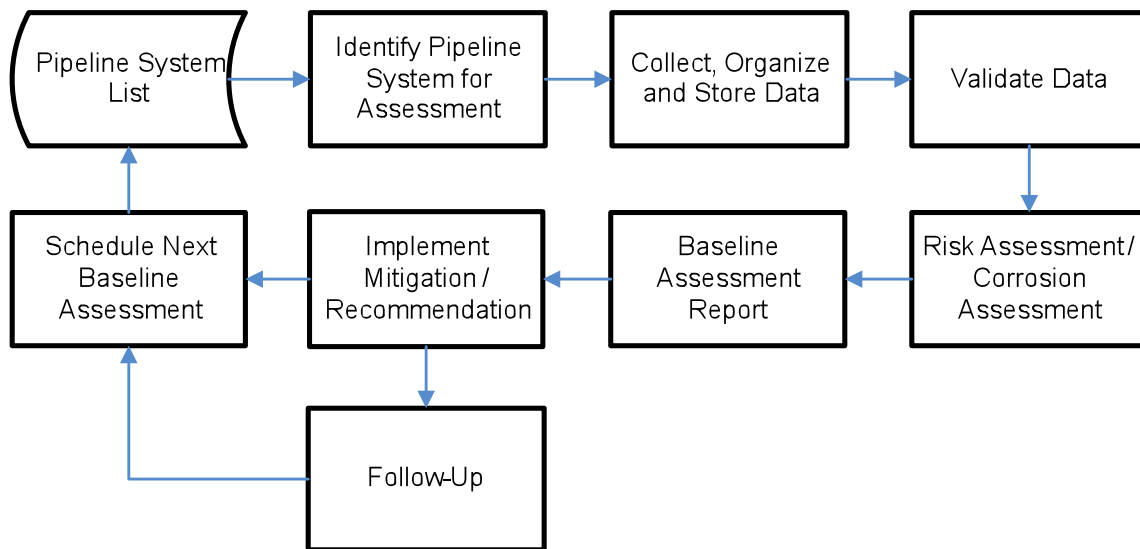 Pipeline System
List
Identify Pipeline
System for
Assessment
Collect, Organize
and Store Data
Validate Data
Risk Assessment/
Corrosion
Assessment
Baseline
Assessment
Report
Implement
Mitigation /
Recommendation
Schedule Next
Baseline
Assessment
Follow-Up